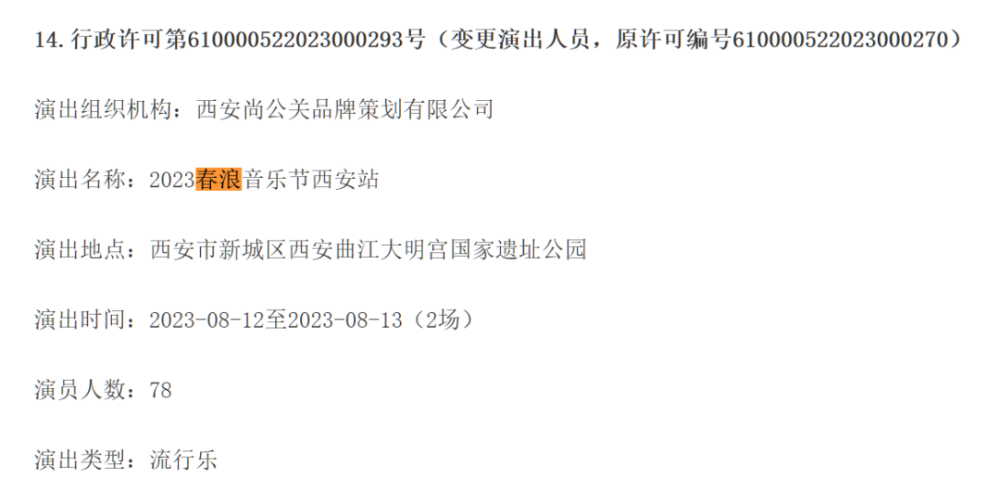 14.行政许可第610000522023000293号（变更演出人员，原许可编号610000522023000270）
演出组织机构：西安尚公关品牌策划有限公司
演出名称：2023春浪音乐节西安站
演出地点：西安市新城区西安曲江大明宫国家遗址公园
演出时间：2023-08-12至2023-08-13（2场）
演员人数：78
演出类型：流行乐